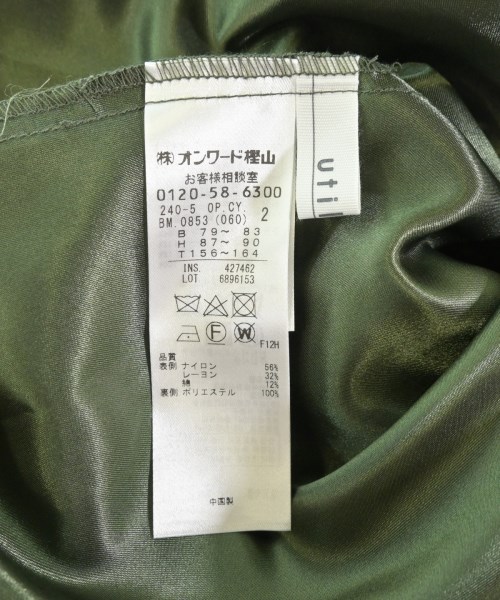 (株) オンワード樫山
お客様相談室
0120-58-6300
240-5 OP.CY.
BM.0853 (060) 2
B 79〜 83
H 87〜 90
T156〜164
INS. 427462
LOT 6896153
F W
F12H
品質
表側 ナイロン 56%
レーヨン 32%
綿 12%
裏側 ポリエステル 100%
中国製
util